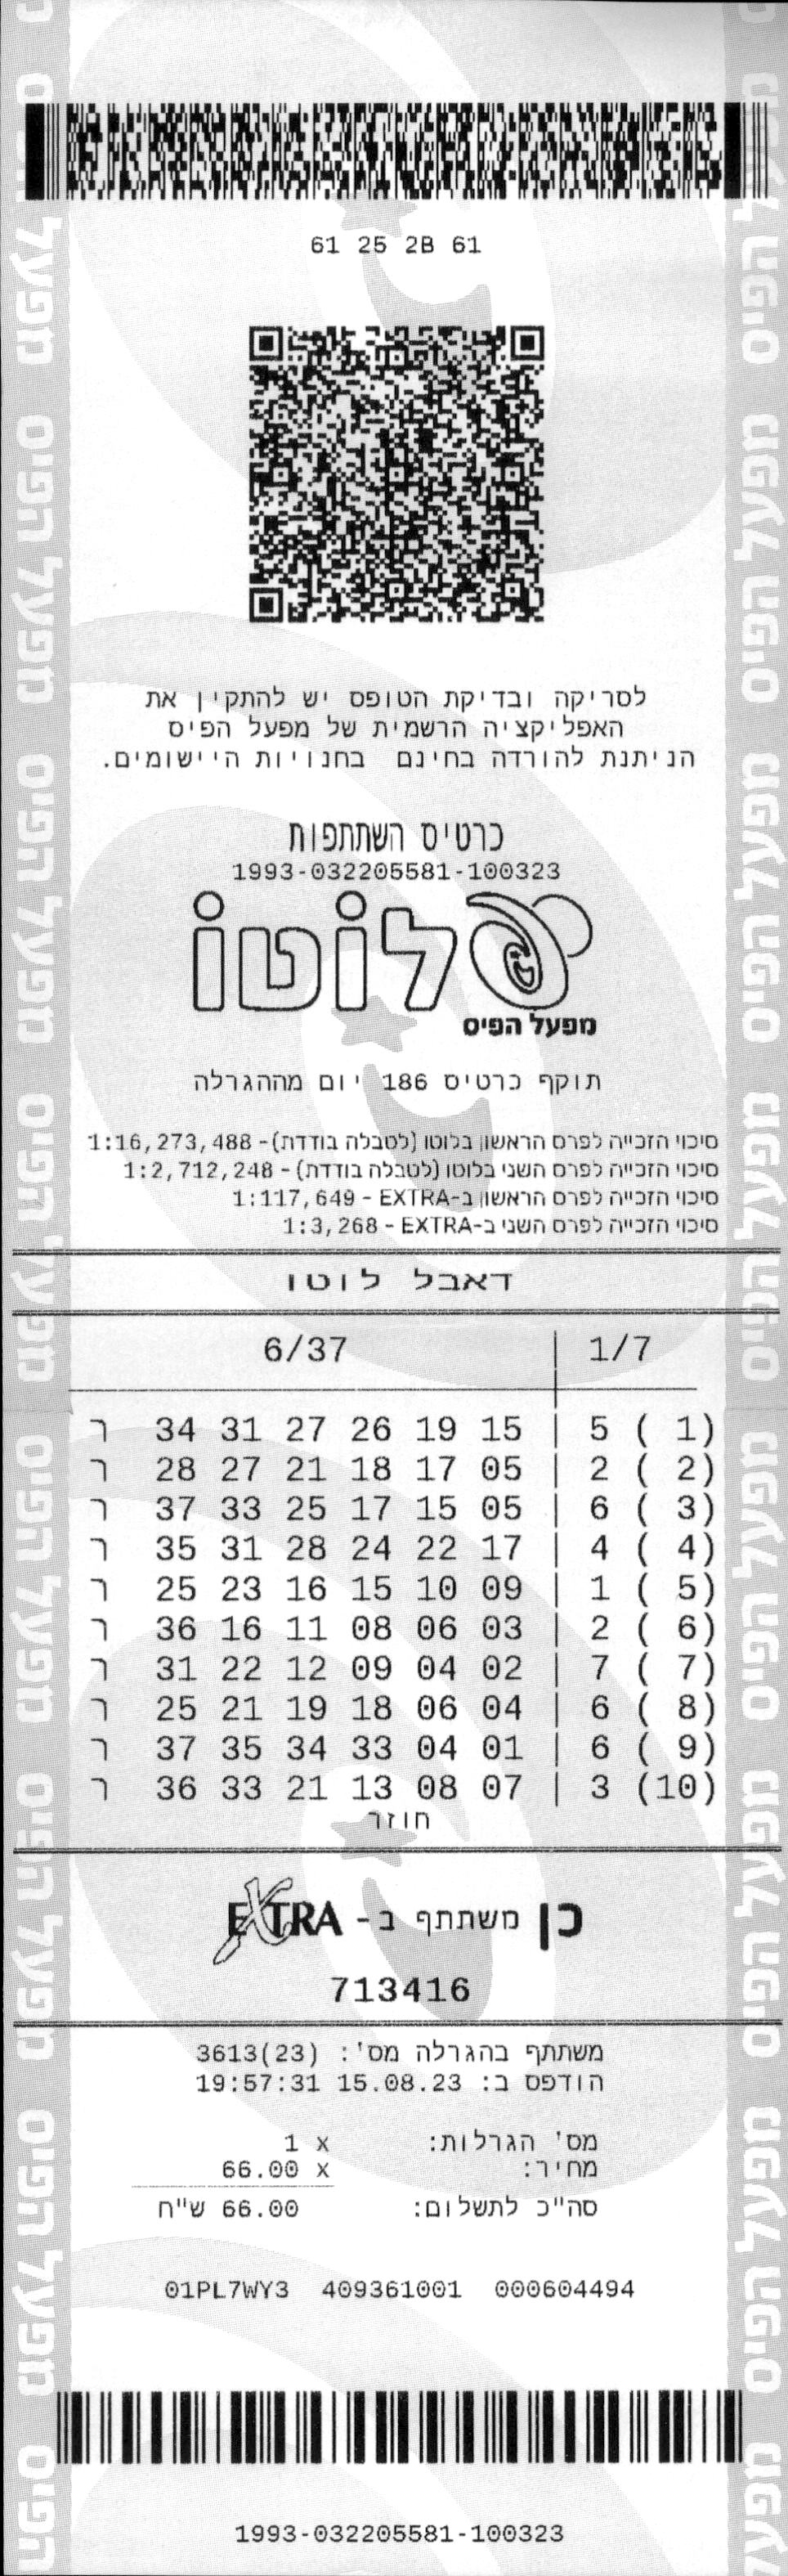 61 25 2B 61
לסריקה ובדיקת הטופס יש להתקין את
האפליקציה הרשמית של מפעל הפיס
הניתנת להורדה בחינם בחנויות היישומים.
כרטיס השתתפות
1993-032205581-100323
לוטו
מפעל הפיס
תוקף כרטיס 186 יום מההגרלה
סיכוי הזכייה לפרס הראשון בלוטו (לטבלה בודדת)- 1:16,273,488
סיכוי הזכייה לפרס השני בלוטו (לטבלה בודדת) - 1:2,712,248
סיכוי הזכייה לפרס הראשון ב-EXTRA - 1:117,649
סיכוי הזכייה לפרס השני ב-EXTRA - 1:3,268
דאבל לוטו
6/37 | 1/7
ר 34 31 27 26 19 15 | 5 ( 1)
ר 28 27 21 18 17 05 | 2 ( 2)
ר 37 33 25 17 15 05 | 6 ( 3)
ר 35 31 28 24 22 17 | 4 ( 4)
ר 25 23 16 15 10 09 | 1 ( 5)
ר 36 16 11 08 06 03 | 2 ( 6)
ר 31 22 12 09 04 02 | 7 ( 7)
ר 25 21 19 18 06 04 | 6 ( 8)
ר 37 35 34 33 04 01 | 6 ( 9)
ר 36 33 21 13 08 07 | 3 (10)
חוזר
כן משתתף ב- EXTRA
713416
משתתף בהגרלה מס': 3613(23)
הודפס ב: 15.08.23 19:57:31
מס' הגרלות: 1 x
מחיר: 66.00 x
סה"כ לתשלום: 66.00 ש"ח
01PL7WY3 409361001 000604494
1993-032205581-100323